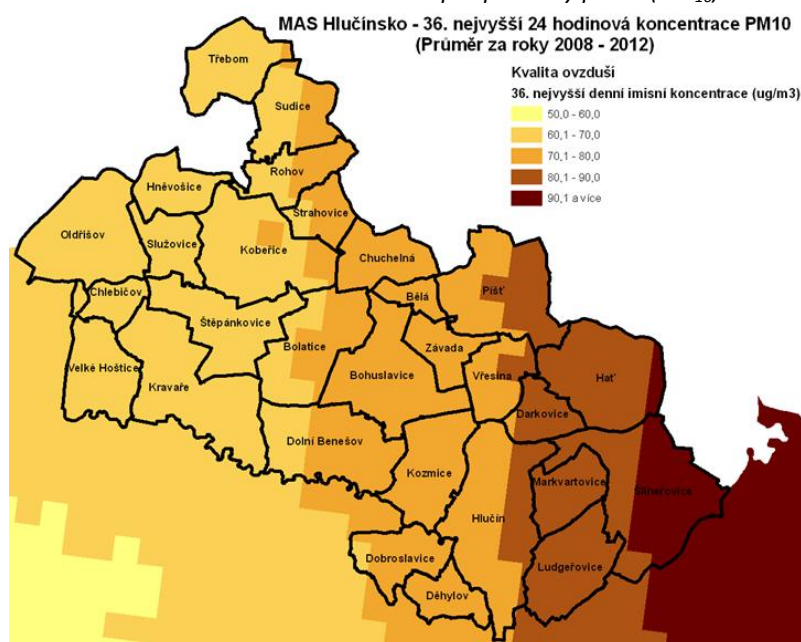 MAS Hlučínsko - 36. nejvyšší 24 hodinová koncentrace PM10
(Průměr za roky 2008 - 2012)
Kvalita ovzduší
36. nejvyšší denní imisní koncentrace (ug/m3)
50,0 - 60,0
60,1 - 70,0
70,1 - 80,0
80,1 - 90,0
90,1 a více
Třebom
Sudice
Rohov
Hněvošice
Strahovice
Oldřišov
Služovice
Kobeřice
Chuchelná
Chlebičov
Bělá
Píšť
Štěpánkovice
Bolatice
Závada
Velké Hoštice
Kravaře
Bohuslavice
Vřesina
Hať
Darkovice
Dolní Benešov
Kozmice
Markvartovice
Šilheřovice
Hlučín
Dobroslavice
Ludgeřovice
Děhylov